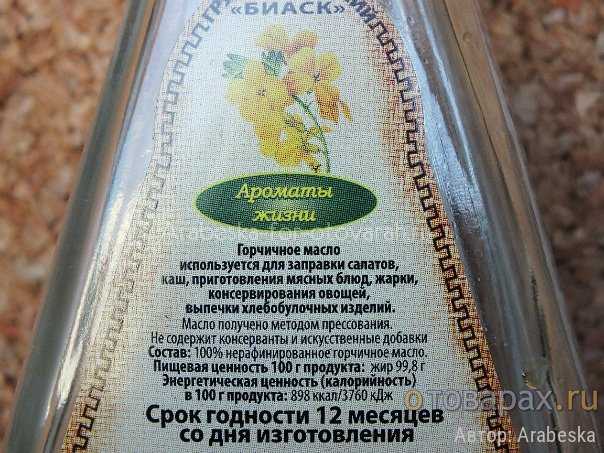 «БИАСК»
Ароматы
жизни
Горчичное масло
используется для заправки салатов,
каш, приготовления мясных блюд, жарки,
консервирования овощей,
выпечки хлебобулочных изделий.
Масло получено методом прессования.
Не содержит консерванты и искусственные добавки
Состав: 100% нерафинированное горчичное масло.
Пищевая ценность 100 г продукта: жир 99,8 г
Энергетическая ценность (калорийность)
в 100 г продукта: 898 ккал/3760 кДж
Срок годности 12 месяцев
со дня изготовления
отоварах.ru
Автор: Arabeska